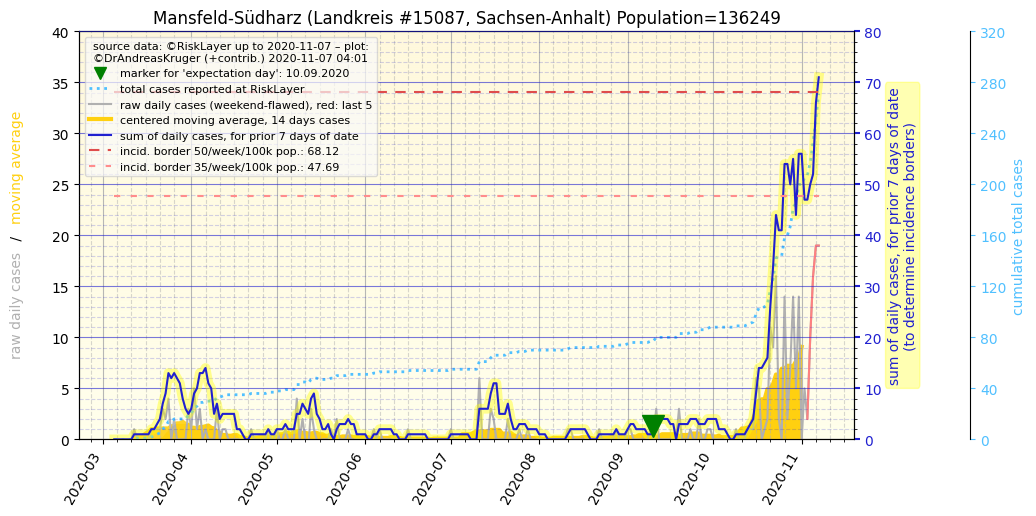 Mansfeld-Südharz (Landkreis #15087, Sachsen-Anhalt) Population=136249
source data: ©RiskLayer up to 2020-11-07 – plot:
©DrAndreasKruger (+contrib.) 2020-11-07 04:01
marker for 'expectation day': 10.09.2020
total cases reported at RiskLayer
raw daily cases (weekend-flawed), red: last 5
centered moving average, 14 days cases
sum of daily cases, for prior 7 days of date
incid. border 50/week/100k pop.: 68.12
incid. border 35/week/100k pop.: 47.69
raw daily cases / moving average
40
35
30
25
20
15
10
5
0
2020-03
2020-04
2020-05
2020-06
2020-07
2020-08
2020-09
2020-10
2020-11
80
70
60
50
40
30
20
10
0
sum of daily cases, for prior 7 days of date
(to determine incidence borders)
320
280
240
200
160
120
80
40
0
cumulative total cases